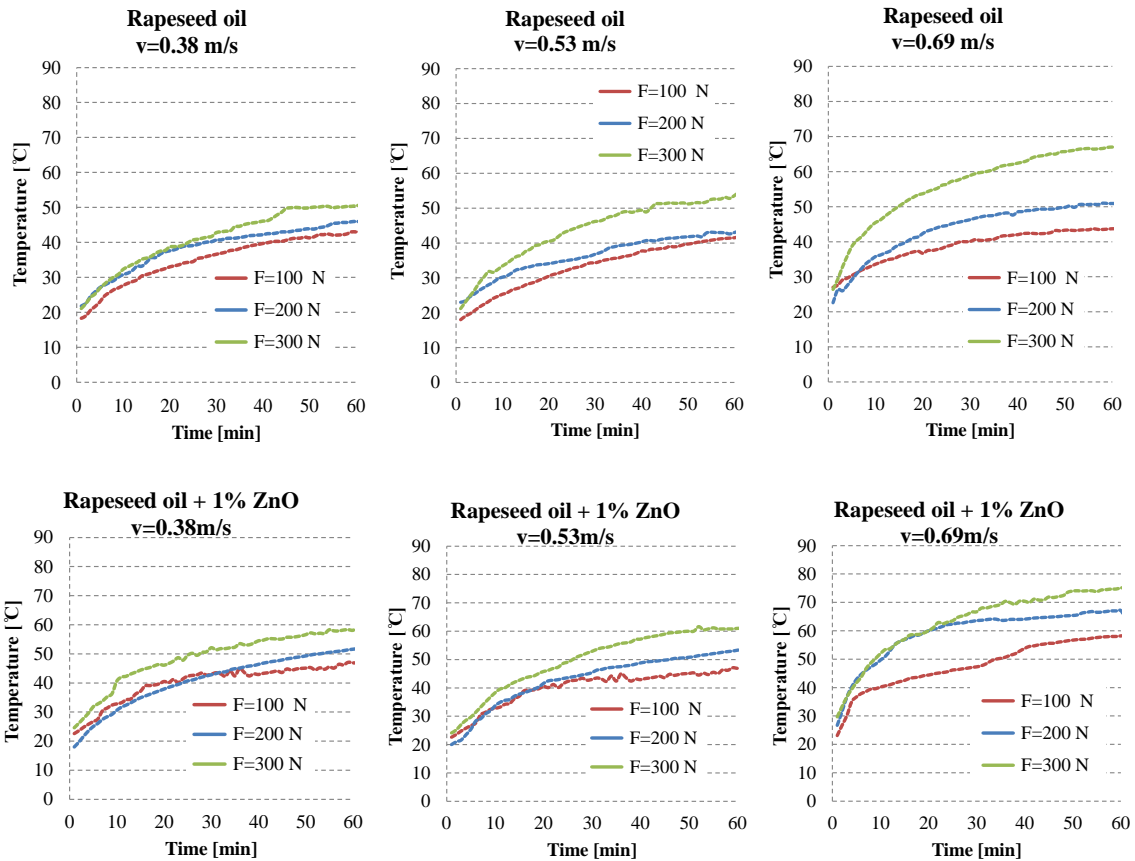 Rapeseed oil
v=0.38 m/s
Temperature [℃]
90
80
70
60
50
40
30
20
10
0
F=100 N
F=200 N
F=300 N
0 10 20 30 40 50 60
Time [min]
Rapeseed oil
v=0.53 m/s
Temperature [℃]
90
80
70
60
50
40
30
20
10
0
F=100 N
F=200 N
F=300 N
0 10 20 30 40 50 60
Time [min]
Rapeseed oil
v=0.69 m/s
Temperature [℃]
90
80
70
60
50
40
30
20
10
0
F=100 N
F=200 N
F=300 N
0 10 20 30 40 50 60
Time [min]
Rapeseed oil + 1% ZnO
v=0.38m/s
Temperature [℃]
90
80
70
60
50
40
30
20
10
0
F=100 N
F=200 N
F=300 N
0 10 20 30 40 50 60
Time [min]
Rapeseed oil + 1% ZnO
v=0.53m/s
Temperature [℃]
90
80
70
60
50
40
30
20
10
0
F=100 N
F=200 N
F=300 N
0 10 20 30 40 50 60
Time [min]
Rapeseed oil + 1% ZnO
v=0.69m/s
Temperature [℃]
90
80
70
60
50
40
30
20
10
0
F=100 N
F=200 N
F=300 N
0 10 20 30 40 50 60
Time [min]